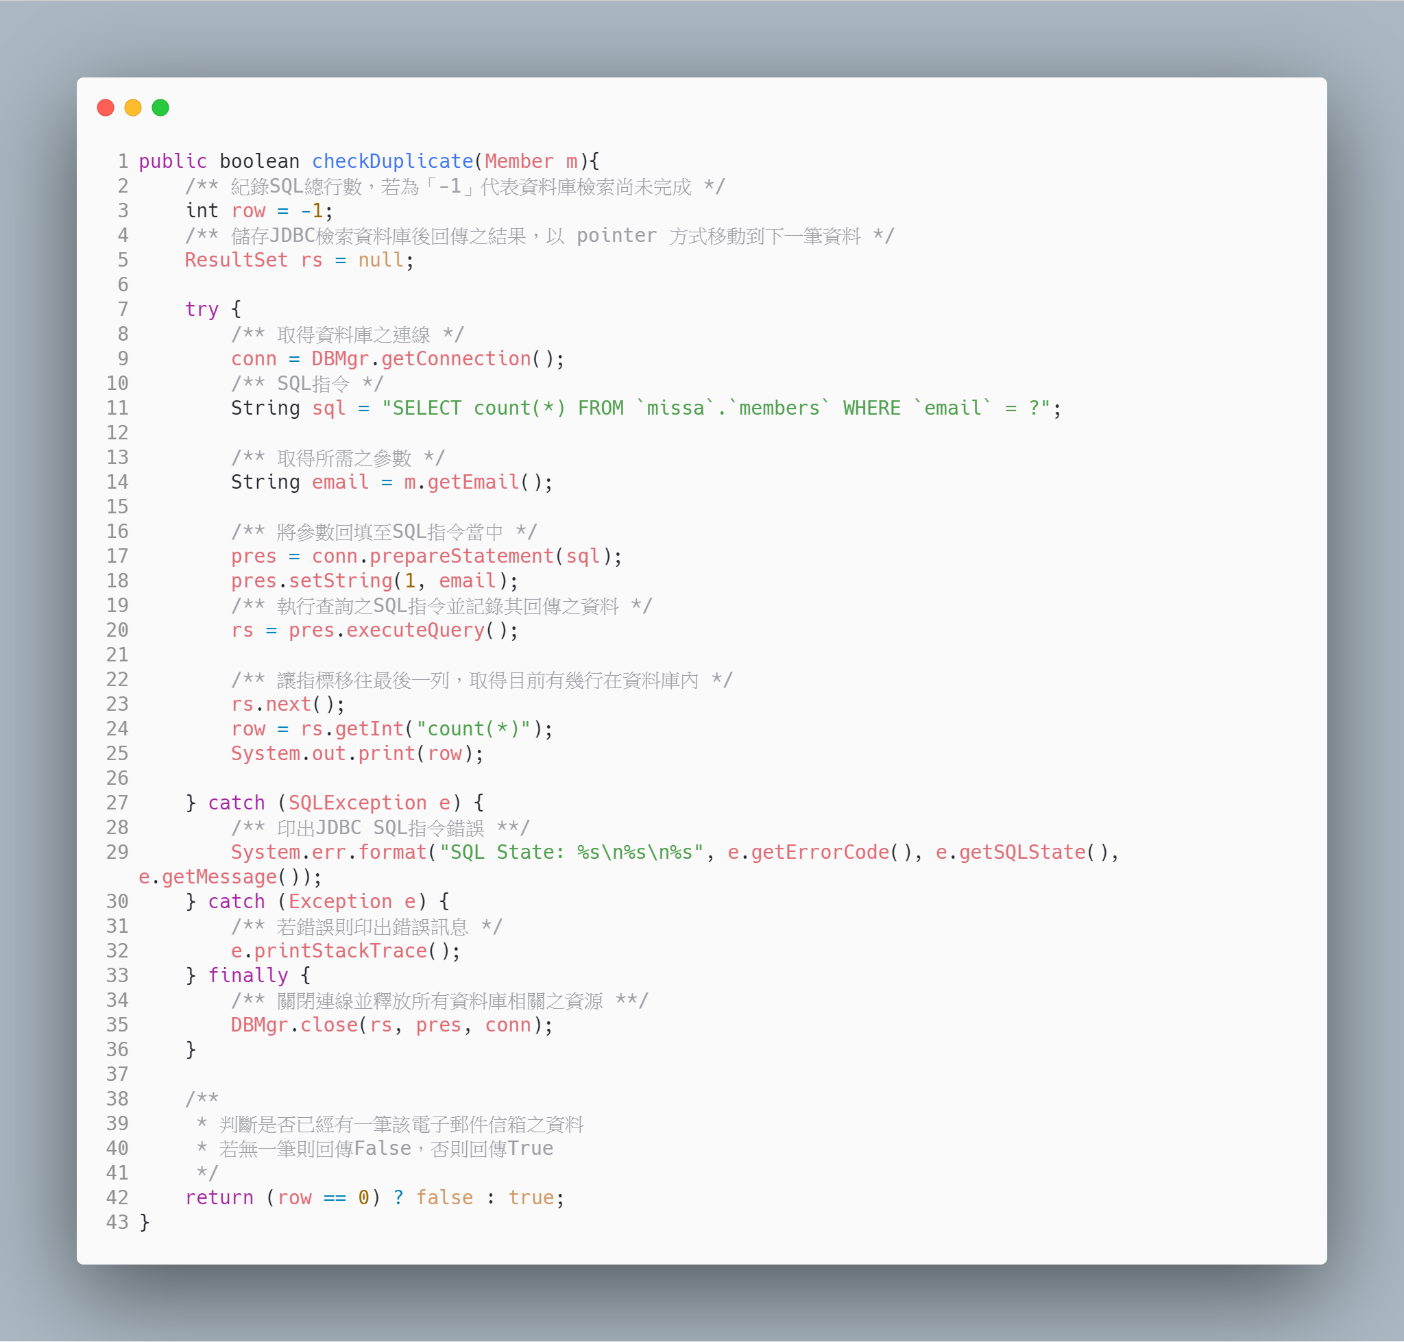 1 public boolean checkDuplicate(Member m){
2     /** 紀錄SQL總行數，若為「-1」代表資料庫檢索尚未完成 */
3     int row = -1;
4     /** 儲存JDBC檢索資料庫後回傳之結果，以 pointer 方式移動到下一筆資料 */
5     ResultSet rs = null;
6
7     try {
8         /** 取得資料庫之連線 */
9         conn = DBMgr.getConnection();
10         /** SQL指令 */
11         String sql = "SELECT count(*) FROM `missa`.`members` WHERE `email` = ?";
12
13         /** 取得所需之參數 */
14         String email = m.getEmail();
15
16         /** 將參數回填至SQL指令當中 */
17         pres = conn.prepareStatement(sql);
18         pres.setString(1, email);
19         /** 執行查詢之SQL指令並記錄其回傳之資料 */
20         rs = pres.executeQuery();
21
22         /** 讓指標移往最後一列，取得目前有幾行在資料庫內 */
23         rs.next();
24         row = rs.getInt("count(*)");
25         System.out.print(row);
26
27     } catch (SQLException e) {
28         /** 印出JDBC SQL指令錯誤 **/
29         System.err.format("SQL State: %s\n%s\n%s", e.getErrorCode(), e.getSQLState(),
e.getMessage());
30     } catch (Exception e) {
31         /** 若錯誤則印出錯誤訊息 */
32         e.printStackTrace();
33     } finally {
34         /** 關閉連線並釋放所有資料庫相關之資源 **/
35         DBMgr.close(rs, pres, conn);
36     }
37
38     /**
39      * 判斷是否已經有一筆該電子郵件信箱之資料
40      * 若無一筆則回傳False，否則回傳True
41      */
42     return (row == 0) ? false : true;
43 }